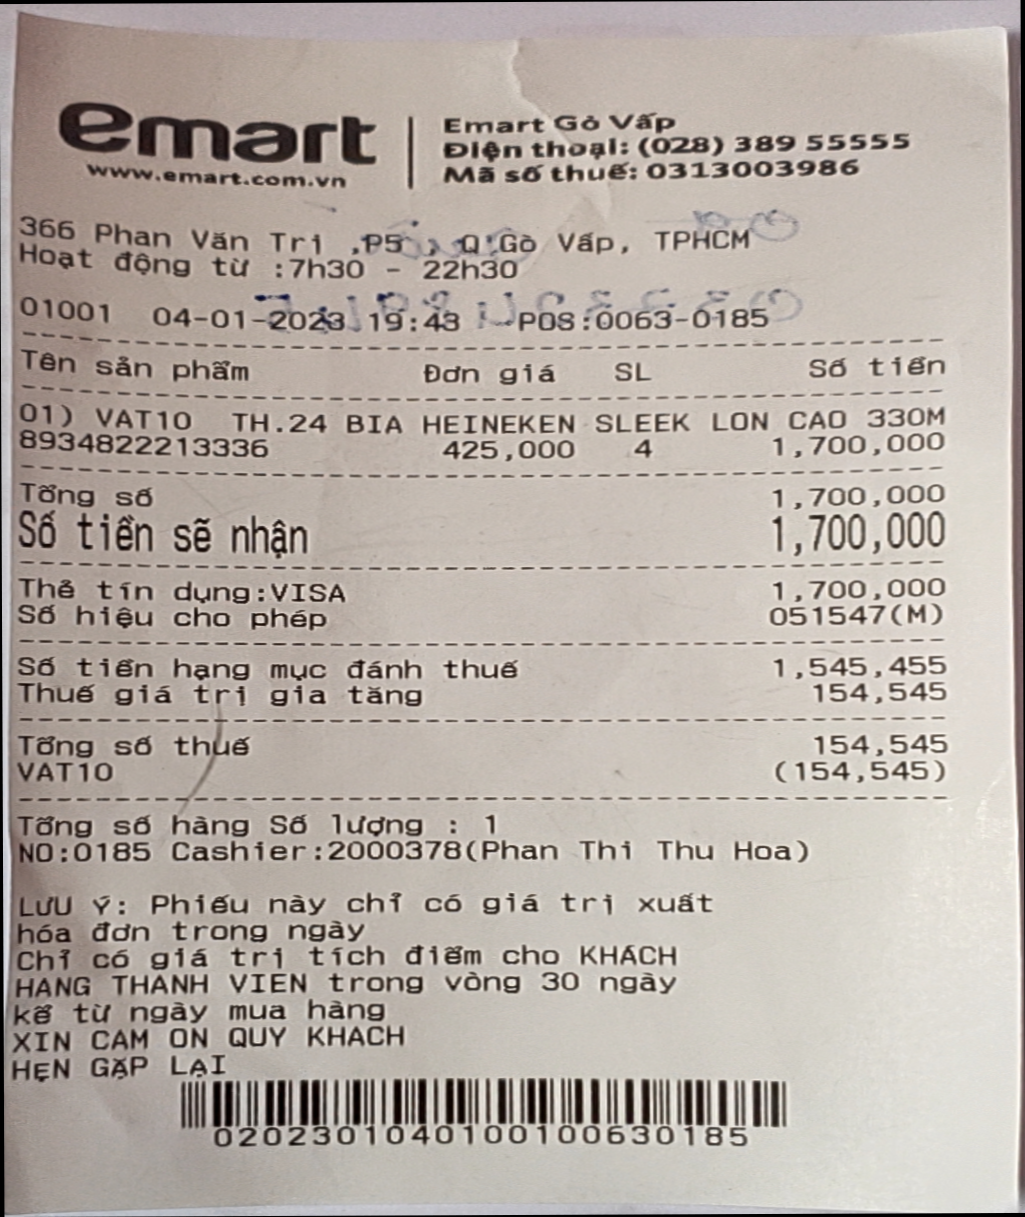 emart
www.emart.com.vn
Emart Gò Vấp
Điện thoại: (028) 389 55555
Mã số thuế: 0313003986
366 Phan Văn Trị ,P5 , Q Gò Vấp, TPHCM
Hoạt động từ :7h30 - 22h30
01001 04-01-2023 19:43 POS:0063-0185
Tên sản phẩm Đơn giá SL Số tiền
01) VAT10 TH.24 BIA HEINEKEN SLEEK LON CAO 330M
8934822213336 425,000 4 1,700,000
Tổng số 1,700,000
Số tiền sẽ nhận 1,700,000
Thẻ tín dụng:VISA 1,700,000
Số hiệu cho phép 051547(M)
Số tiền hạng mục đánh thuế 1,545,455
Thuế giá trị gia tăng 154,545
Tổng số thuế 154,545
VAT10 (154,545)
Tổng số hàng Số lượng : 1
NO:0185 Cashier:2000378(Phan Thi Thu Hoa)
LƯU Ý: Phiếu này chỉ có giá trị xuất
hóa đơn trong ngày
Chỉ có giá trị tích điểm cho KHÁCH
HANG THANH VIEN trong vòng 30 ngày
kể từ ngày mua hàng
XIN CAM ON QUY KHACH
HẸN GẶP LẠI
0202301040100100630185